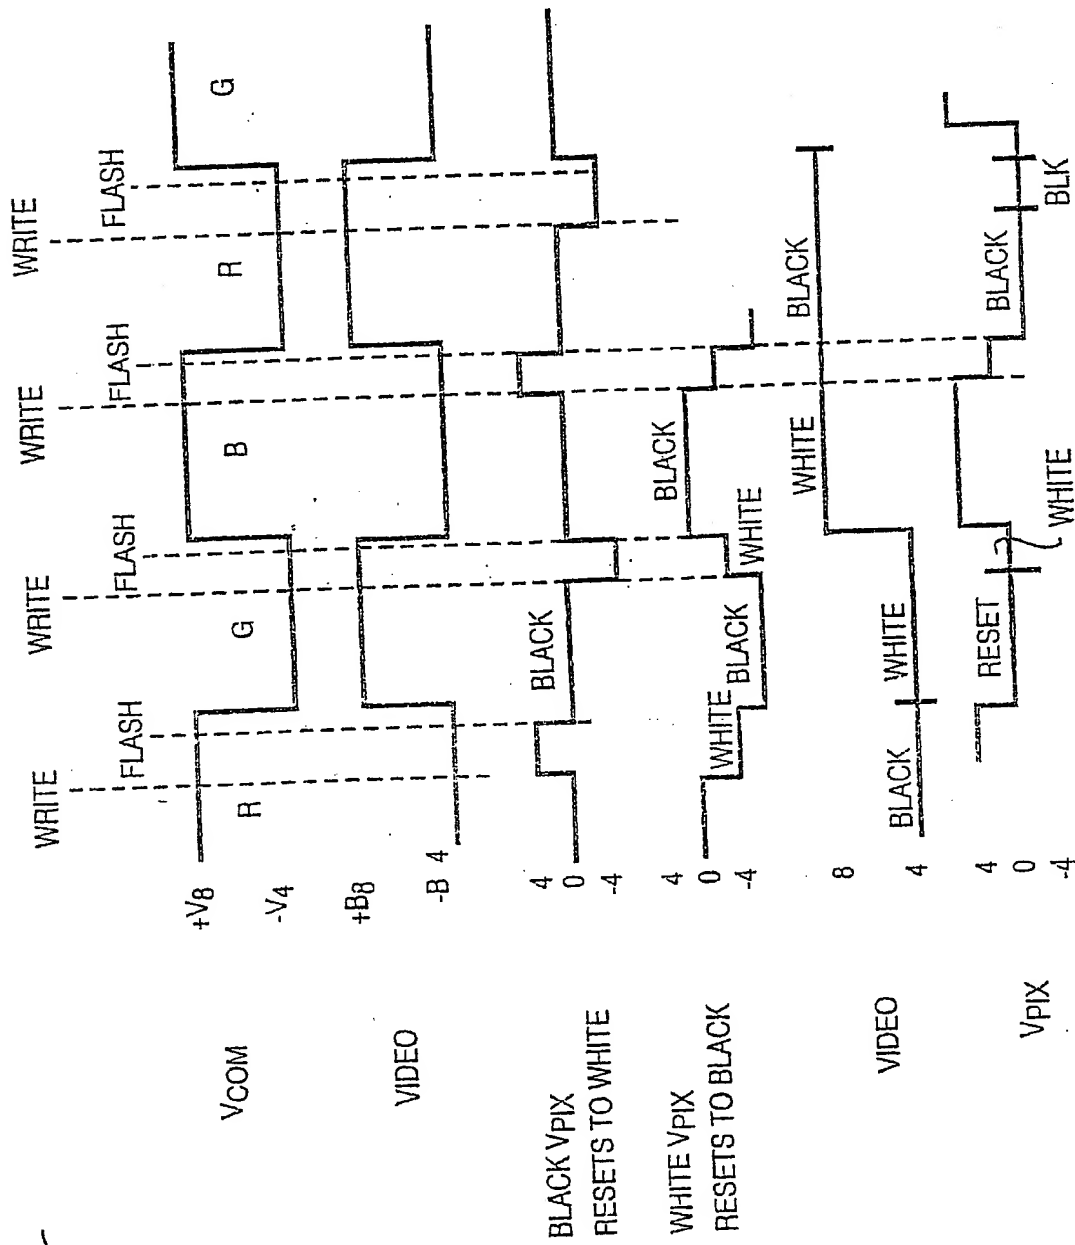 WRITE WRITE WRITE WRITE
FLASH FLASH FLASH FLASH
VCOM +V8 R G B R G
-V4
VIDEO +B8
-B 4
BLACK VPIX
RESETS TO WHITE
4
0
-4
BLACK
WHITE VPIX
RESETS TO BLACK
4
0
-4
WHITE BLACK WHITE BLACK
VIDEO
8
4
BLACK WHITE WHITE BLACK
VPIX
4
0
-4
RESET WHITE BLACK BLK